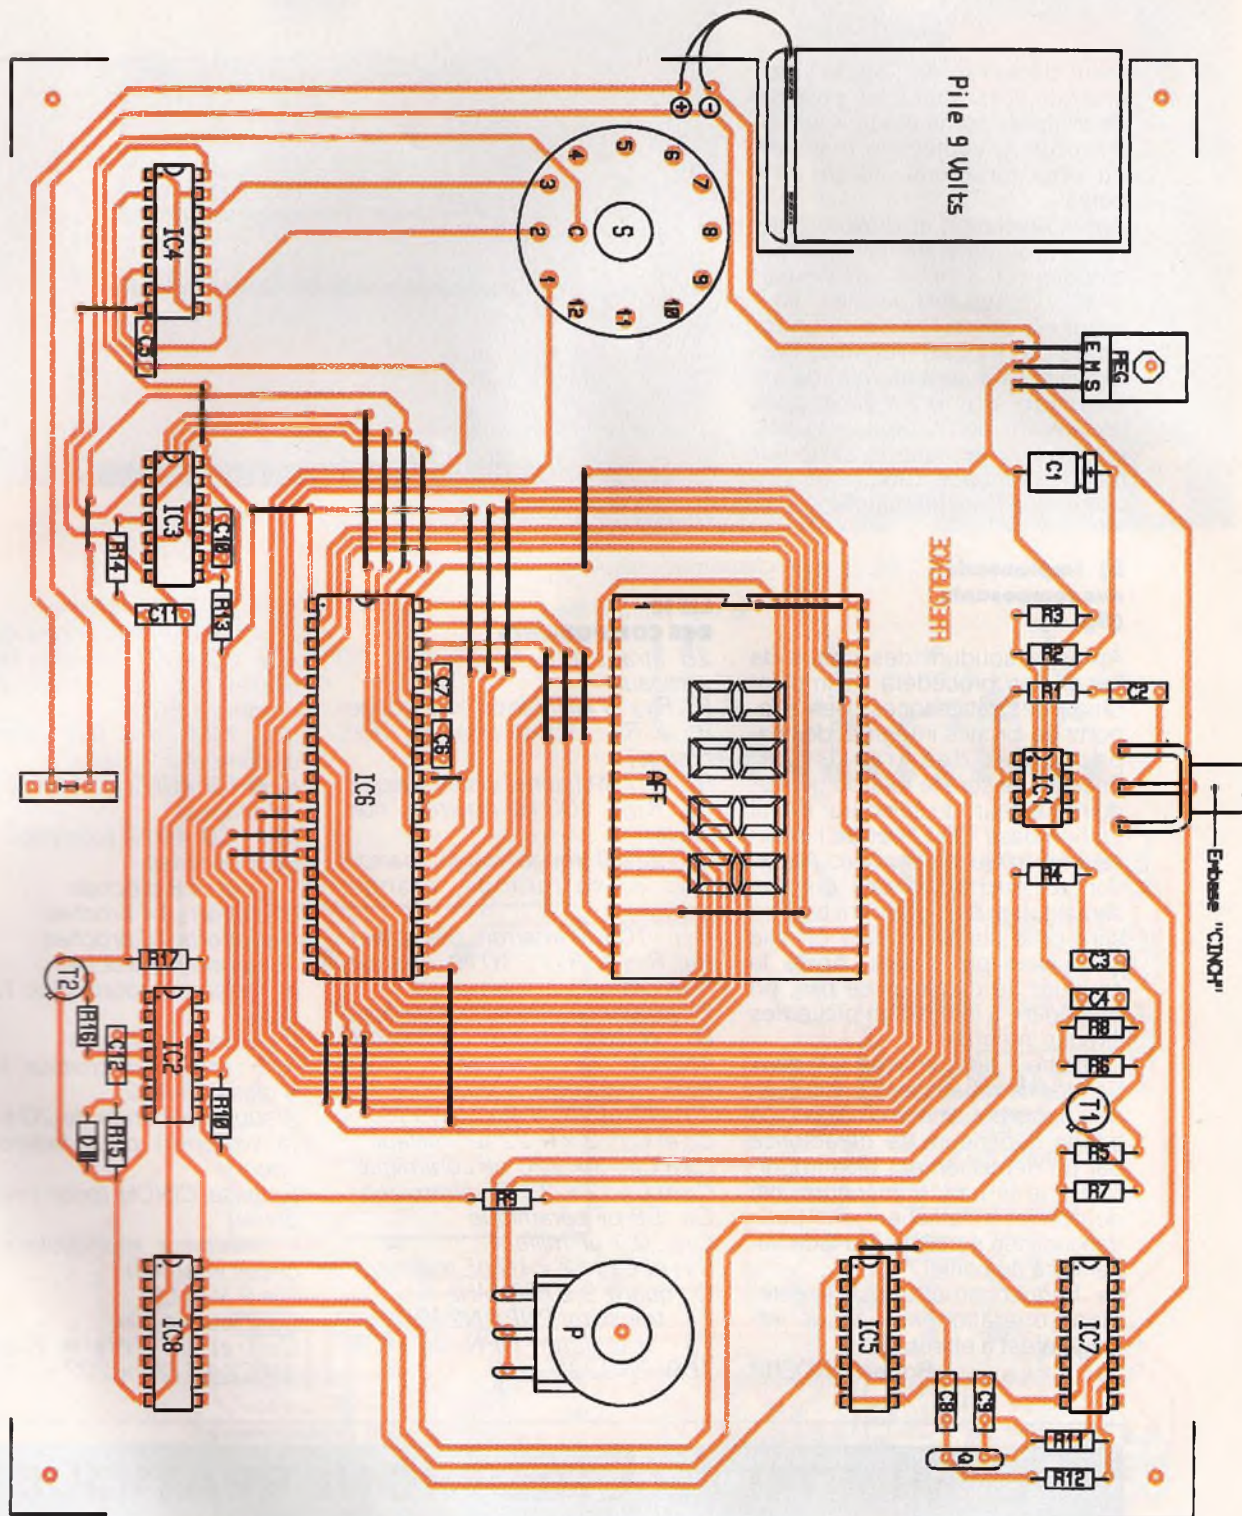 Pile 9 Volts
+
-
5
4
6
3
7
2
C
S
8
1
9
12
11
10
IC4
C5
E M S
REG
C1
+
IC3
C10
R14
C11
R13
FREKENCE
1
R3
R2
R1
C2
C7
C6
IC6
AFF
IC1
Embase "CINCH"
R4
R17
T2
C3
C4
R16
C12
IC2
R8
R6
T1
R10
D
R15
R5
R7
R9
IC8
P
IC5
IC7
C8
C9
Q
R11
R12